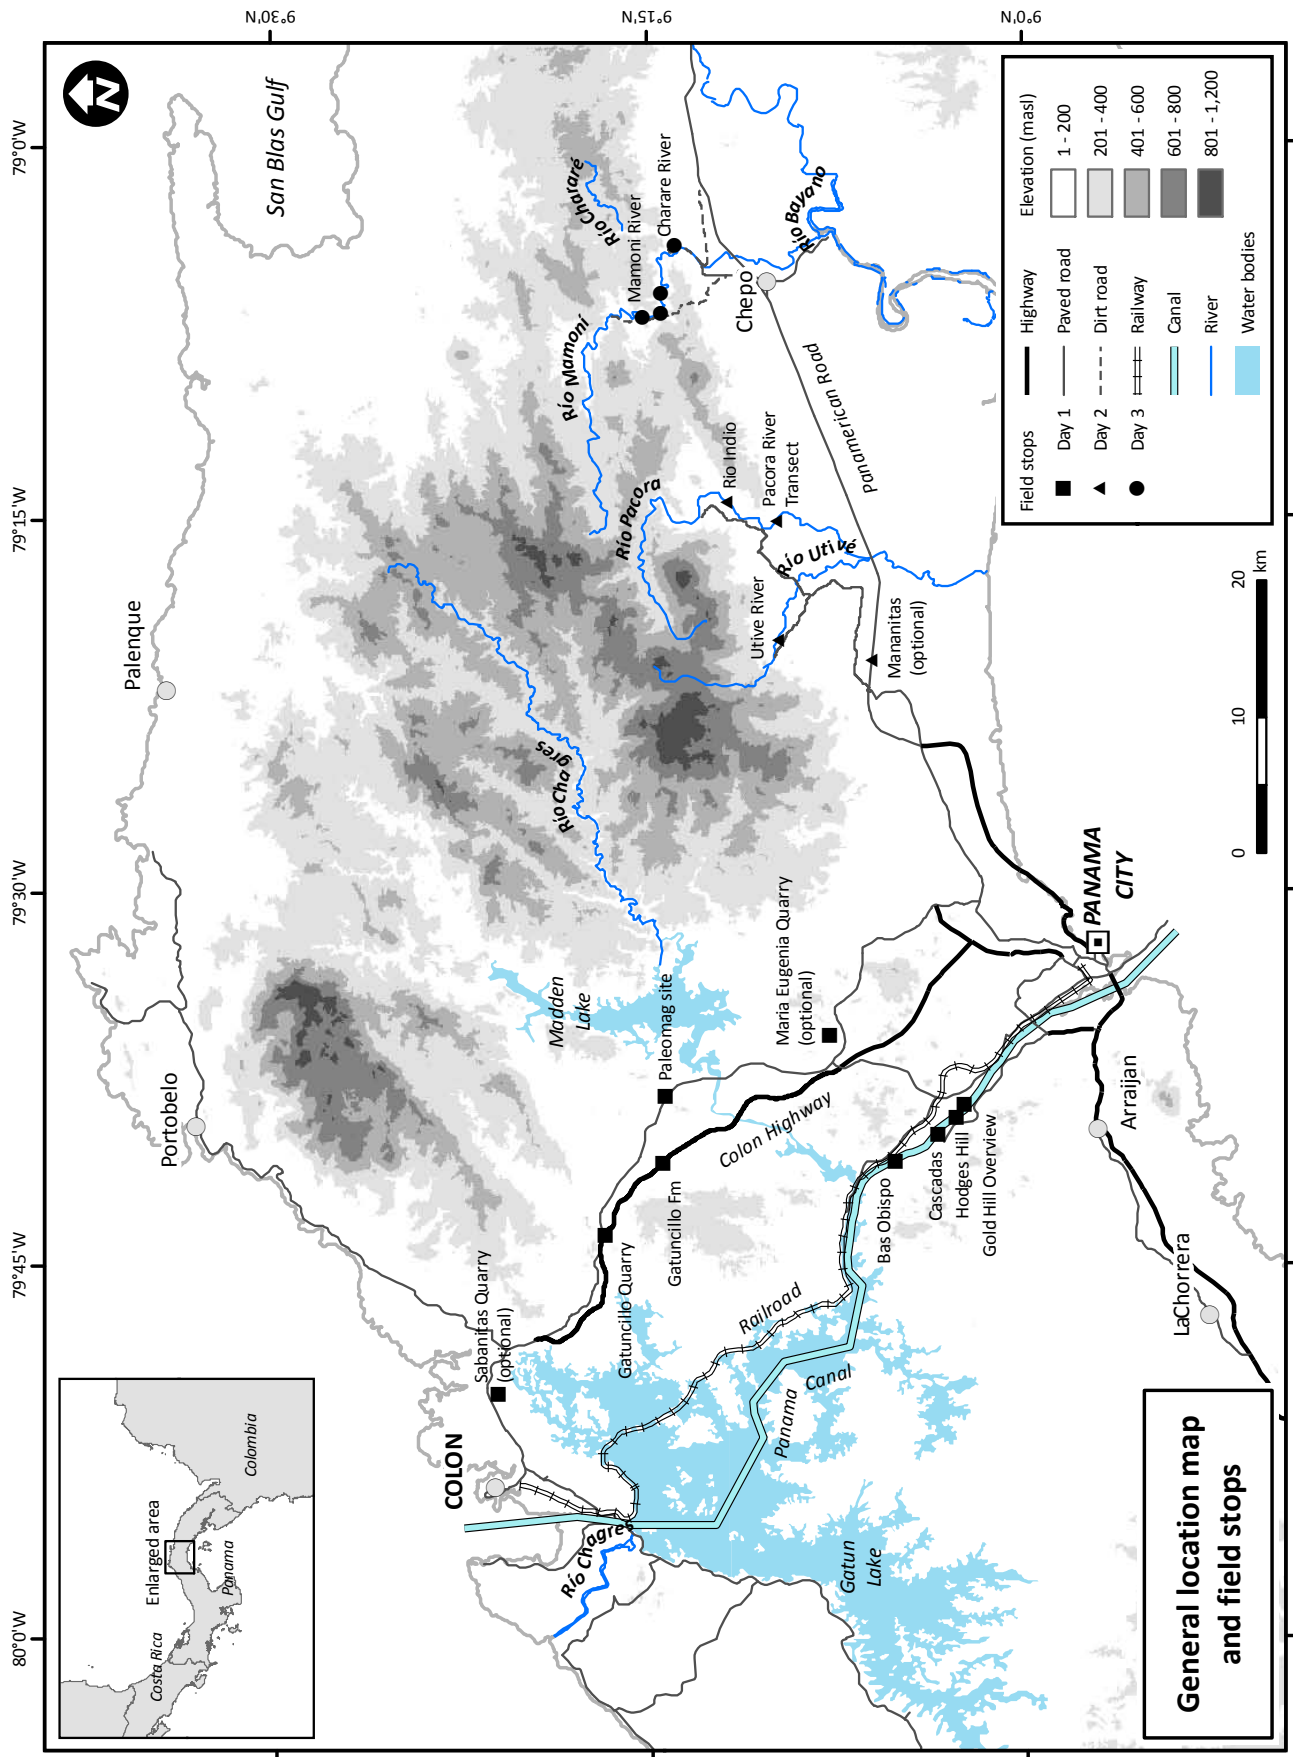 80°0'W
79°45'W
79°30'W
79°15'W
79°0'W
9°30'N
9°15'N
9°0'N
N
San Blas Gulf
Palenque
Portobelo
Enlarged area
Costa Rica
Panama
Colombia
COLON
Sabanitas Quarry
(optional)
Gatuncillo Quarry
Gatuncillo Fm
Paleomag site
Madden
Lake
Maria Eugenia Quarry
(optional)
Colon Highway
Río Chagres
Río Chagres
Railroad
Panama
Canal
Gatun
Lake
Bas Obispo
Cascadas
Hodges Hill
Gold Hill Overview
PANAMA
CITY
Arraijan
LaChorrera
Río Mamoní
Río Chararé
Mamoni River
Charare River
Río Pacora
Rio Indio
Pacora River
Transect
Río Utivé
Utive River
Mananitas
(optional)
Panamerican Road
Chepo
Río Bayano
General location map
and field stops
0
10
20
km
Field stops
Day 1
Day 2
Day 3
Highway
Paved road
Dirt road
Railway
Canal
River
Water bodies
Elevation (masl)
1 - 200
201 - 400
401 - 600
601 - 800
801 - 1,200